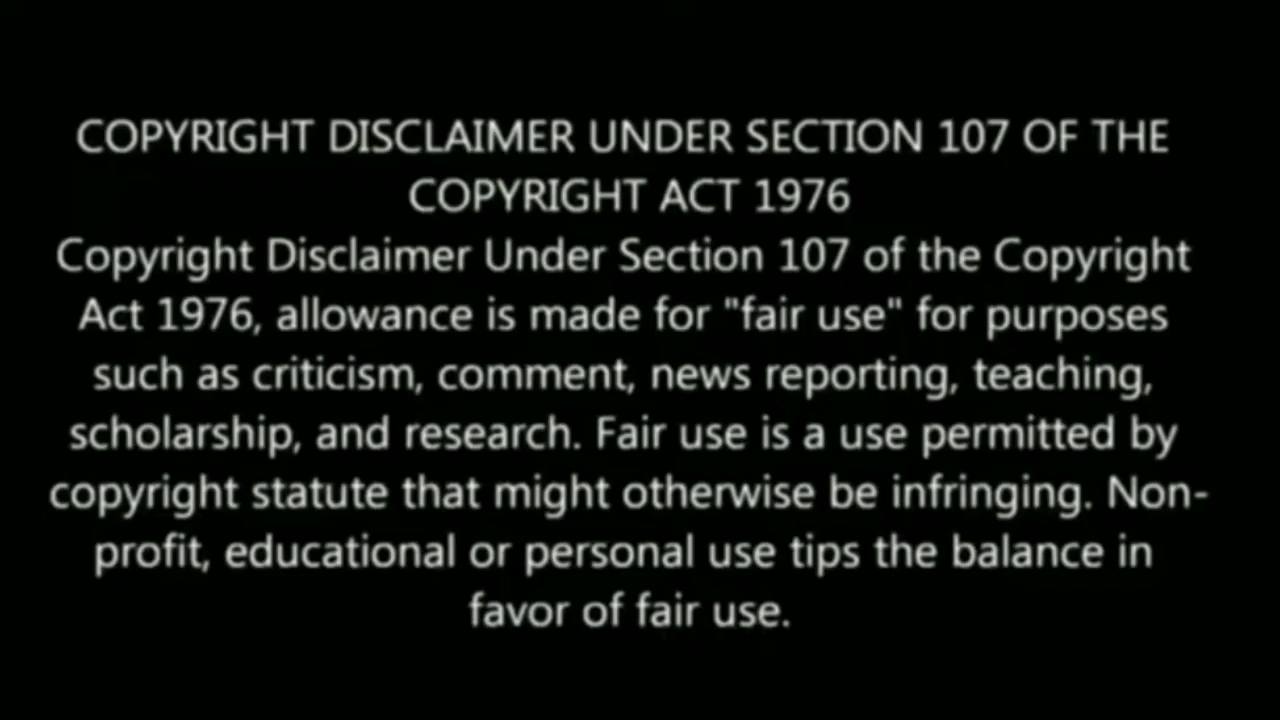 COPYRIGHT DISCLAIMER UNDER SECTION 107 OF THE
COPYRIGHT ACT 1976
Copyright Disclaimer Under Section 107 of the Copyright
Act 1976, allowance is made for "fair use" for purposes
such as criticism, comment, news reporting, teaching,
scholarship, and research. Fair use is a use permitted by
copyright statute that might otherwise be infringing. Non-
profit, educational or personal use tips the balance in
favor of fair use.